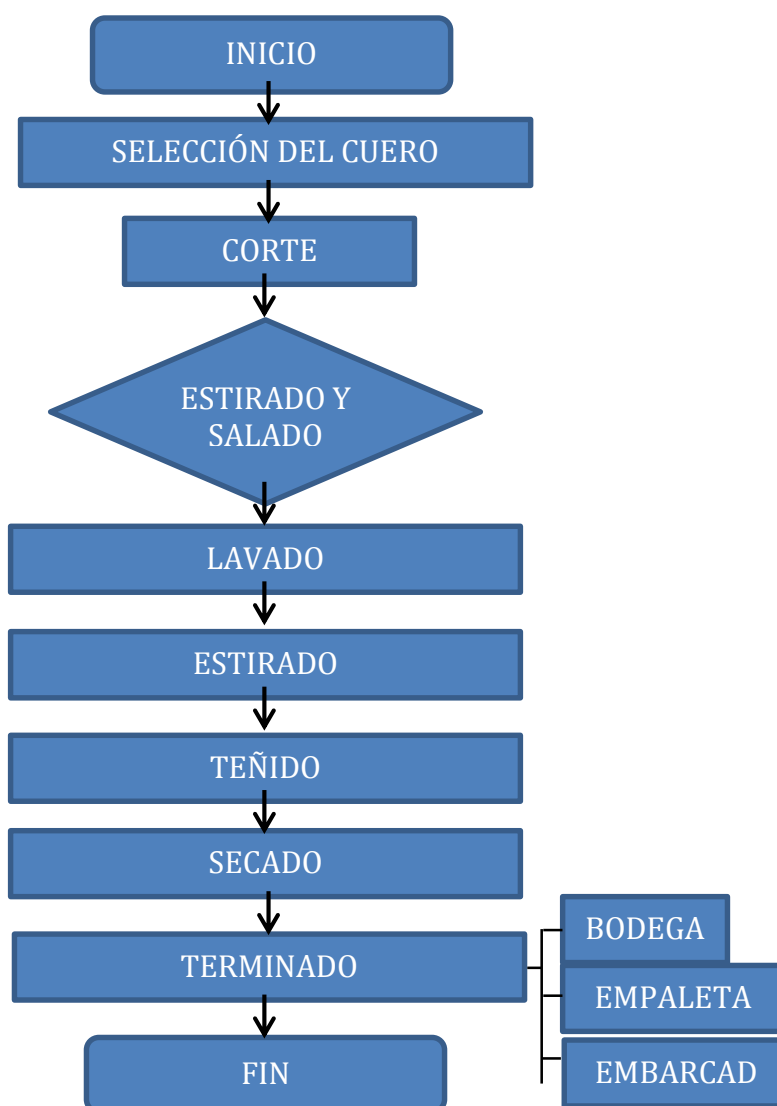 INICIO
SELECCIÓN DEL CUERO
CORTE
ESTIRADO Y
SALADO
LAVADO
ESTIRADO
TEÑIDO
SECADO
TERMINADO
BODEGA
EMPALETA
EMBARCAD
FIN